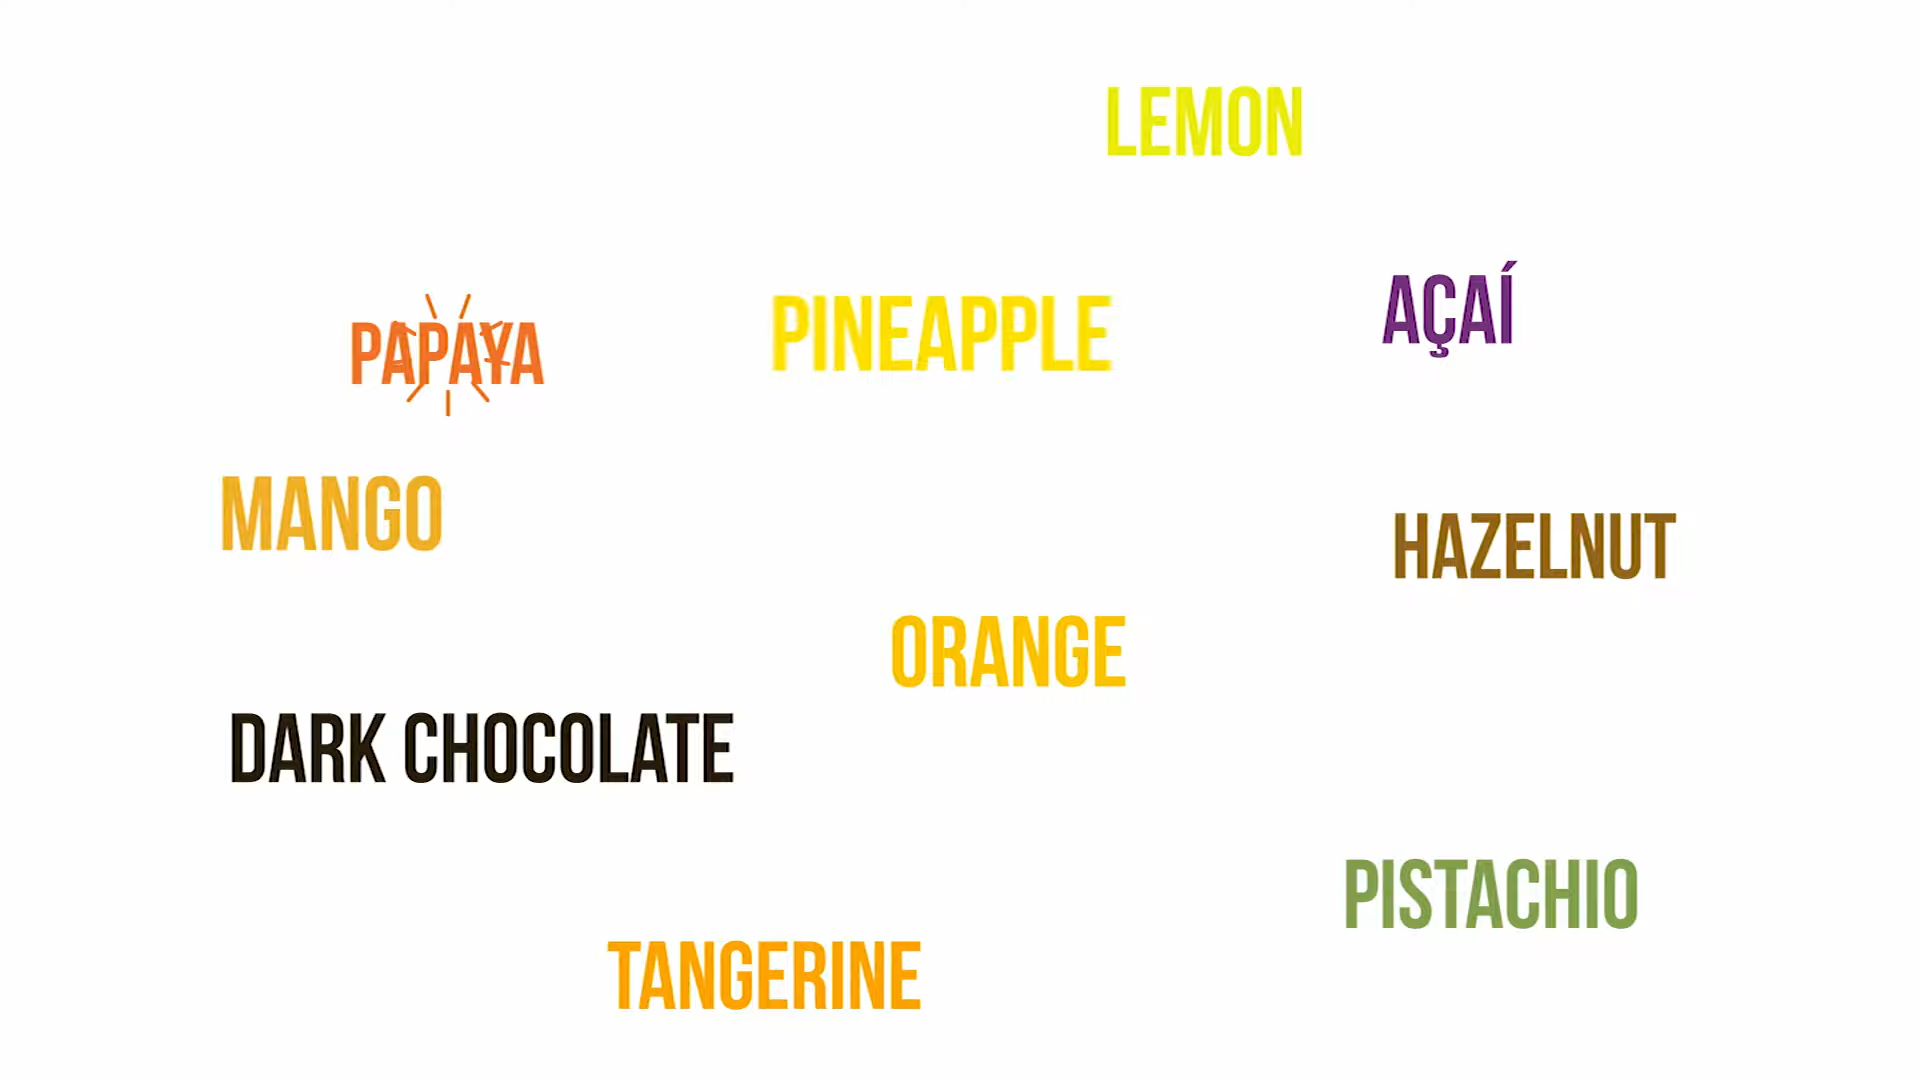 LEMON
AÇAÍ
PINEAPPLE
PAPAYA
MANGO
HAZELNUT
ORANGE
DARK CHOCOLATE
PISTACHIO
TANGERINE